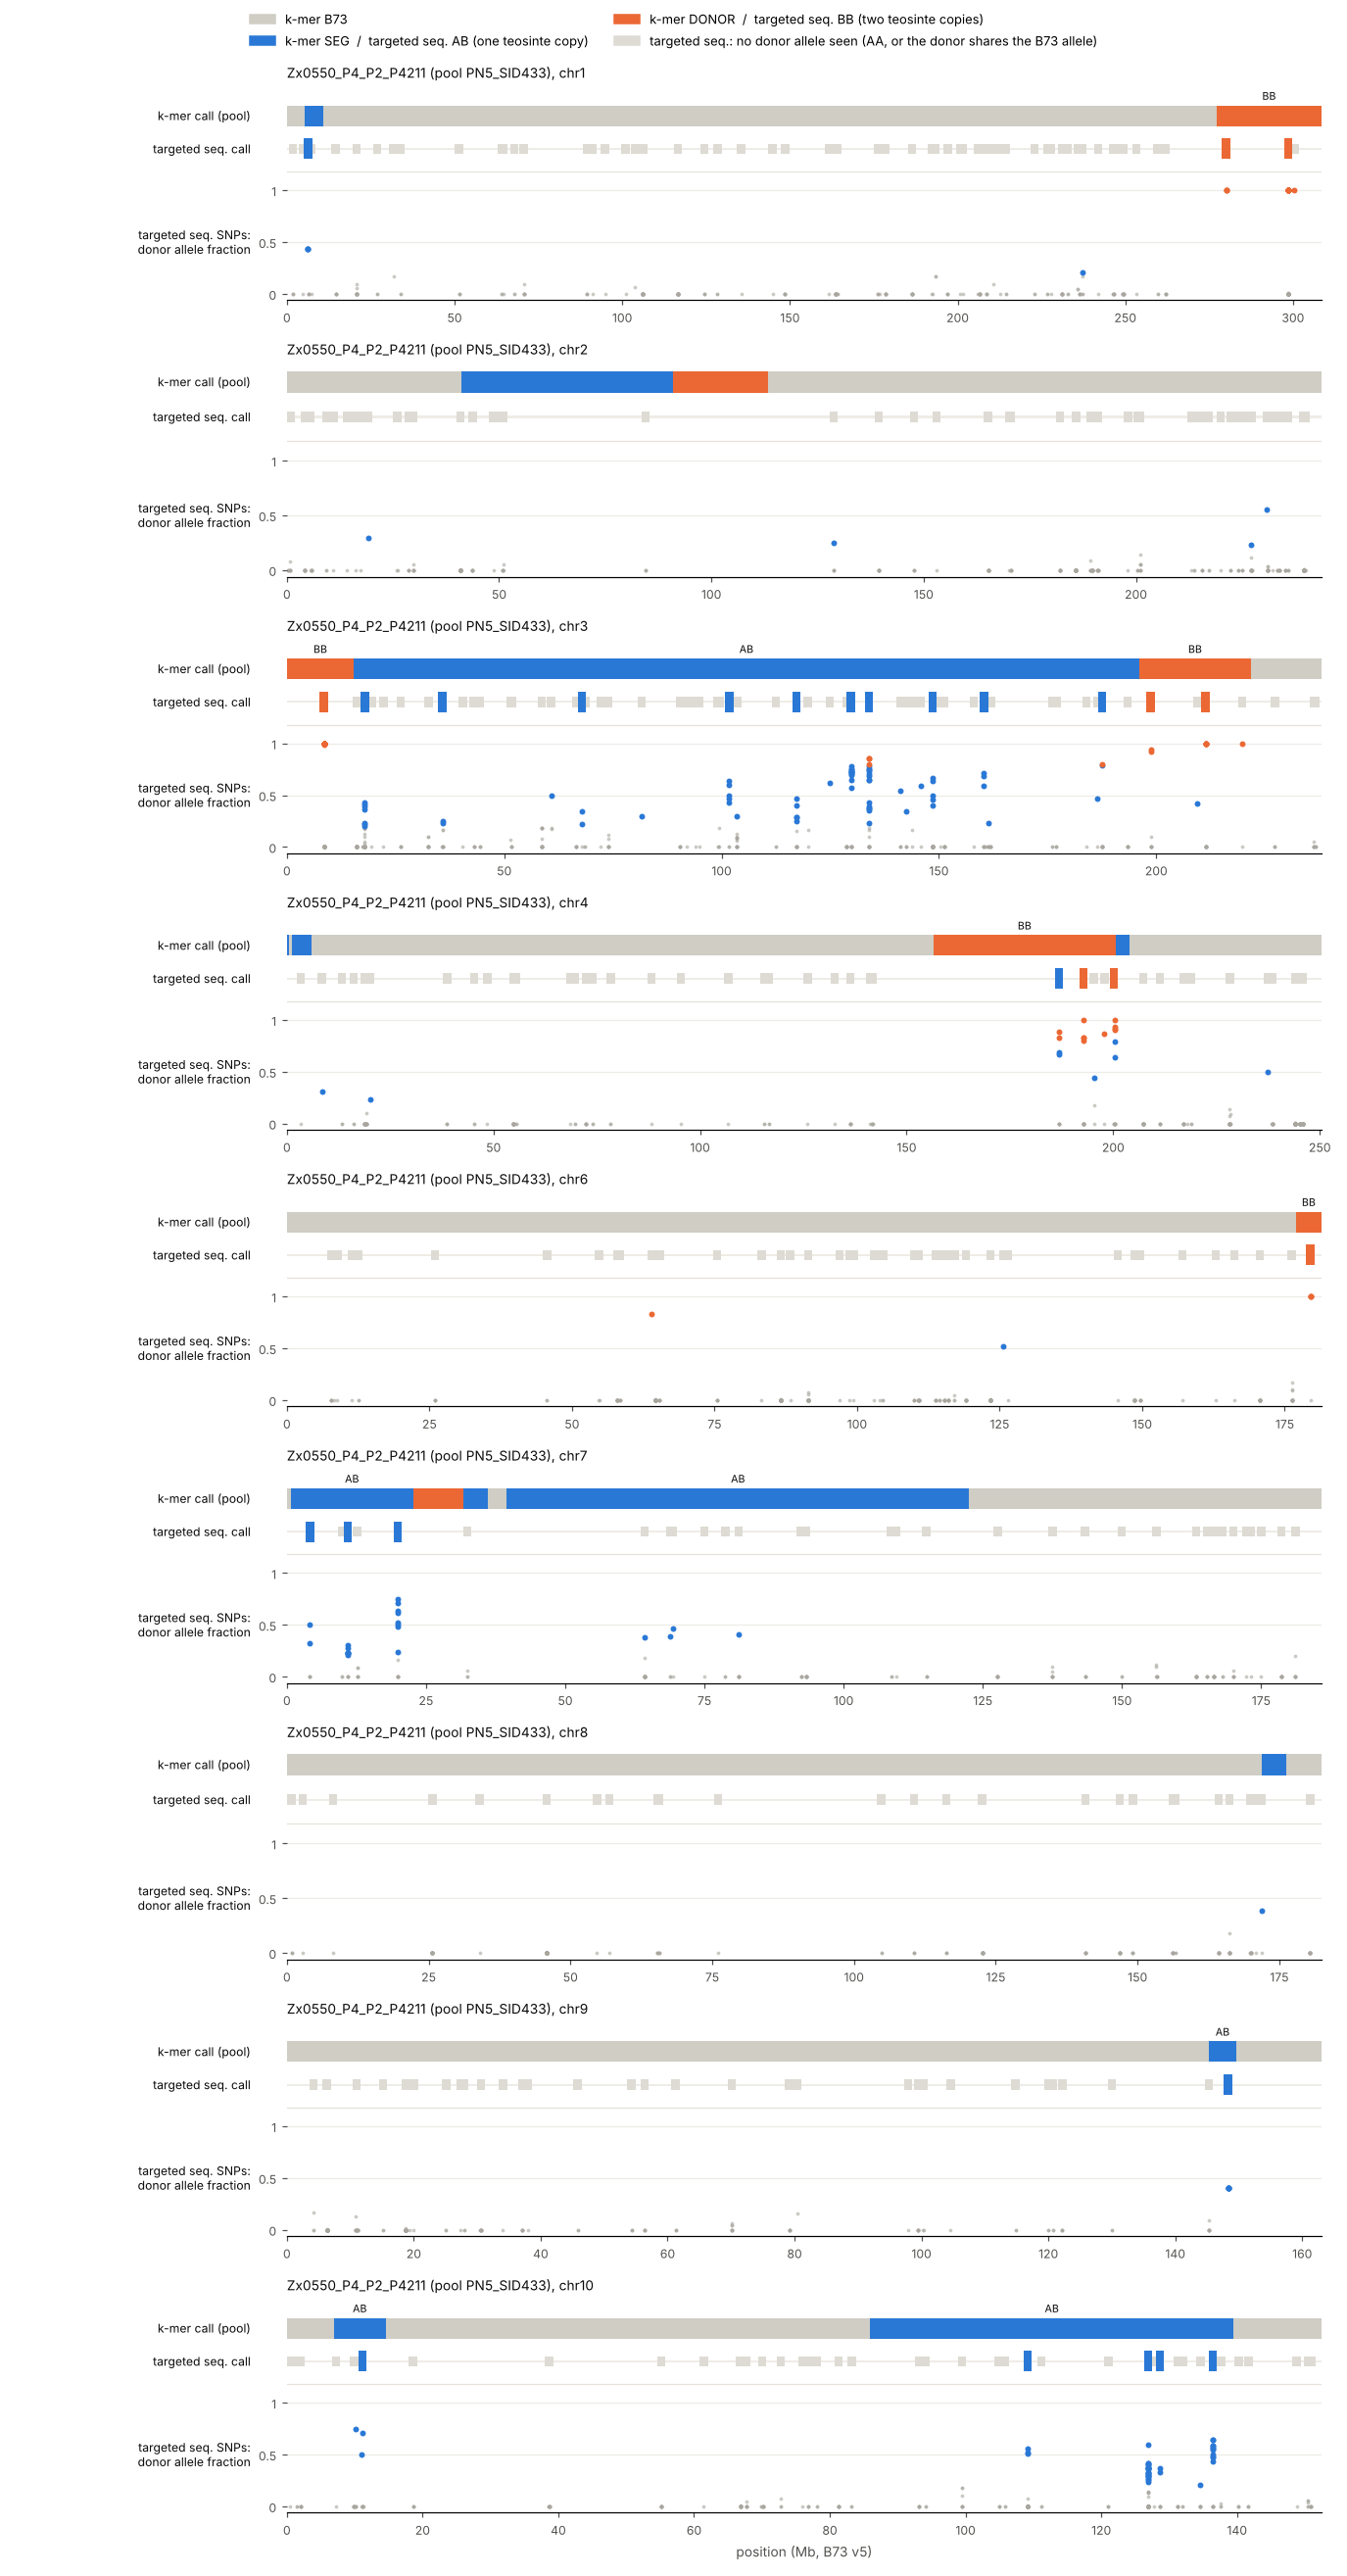 k-mer B73
k-mer DONOR / targeted seq. BB (two teosinte copies)
k-mer SEG / targeted seq. AB (one teosinte copy)
targeted seq.: no donor allele seen (AA, or the donor shares the B73 allele)
Zx0550_P4_P2_P4211 (pool PN5_SID433), chr1
BB
k-mer call (pool)
targeted seq. call
1
targeted seq. SNPs:
donor allele fraction
0.5
0
0 50 100 150 200 250 300
Zx0550_P4_P2_P4211 (pool PN5_SID433), chr2
k-mer call (pool)
targeted seq. call
1
targeted seq. SNPs:
donor allele fraction
0.5
0
0 50 100 150 200
Zx0550_P4_P2_P4211 (pool PN5_SID433), chr3
BB AB BB
k-mer call (pool)
targeted seq. call
1
targeted seq. SNPs:
donor allele fraction
0.5
0
0 50 100 150 200
Zx0550_P4_P2_P4211 (pool PN5_SID433), chr4
BB
k-mer call (pool)
targeted seq. call
1
targeted seq. SNPs:
donor allele fraction
0.5
0
0 50 100 150 200 250
Zx0550_P4_P2_P4211 (pool PN5_SID433), chr6
BB
k-mer call (pool)
targeted seq. call
1
targeted seq. SNPs:
donor allele fraction
0.5
0
0 25 50 75 100 125 150 175
Zx0550_P4_P2_P4211 (pool PN5_SID433), chr7
AB AB
k-mer call (pool)
targeted seq. call
1
targeted seq. SNPs:
donor allele fraction
0.5
0
0 25 50 75 100 125 150 175
Zx0550_P4_P2_P4211 (pool PN5_SID433), chr8
k-mer call (pool)
targeted seq. call
1
targeted seq. SNPs:
donor allele fraction
0.5
0
0 25 50 75 100 125 150 175
Zx0550_P4_P2_P4211 (pool PN5_SID433), chr9
AB
k-mer call (pool)
targeted seq. call
1
targeted seq. SNPs:
donor allele fraction
0.5
0
0 20 40 60 80 100 120 140 160
Zx0550_P4_P2_P4211 (pool PN5_SID433), chr10
AB AB
k-mer call (pool)
targeted seq. call
1
targeted seq. SNPs:
donor allele fraction
0.5
0
0 20 40 60 80 100 120 140
position (Mb, B73 v5)